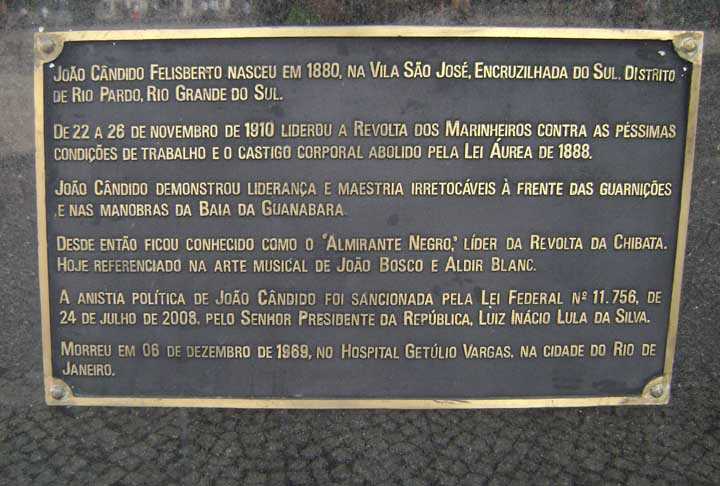 João Cândido Felisberto nasceu em 1880, na Vila São José, Encruzilhada do Sul, Distrito
de Rio Pardo, Rio Grande do Sul.
De 22 a 26 de novembro de 1910 liderou a Revolta dos Marinheiros contra as péssimas
condições de trabalho e o castigo corporal abolido pela Lei Áurea de 1888.
João Cândido demonstrou liderança e maestria irretocáveis à frente das guarnições
e nas manobras da Baia da Guanabara.
Desde então ficou conhecido como o "Almirante Negro," líder da Revolta da Chibata.
Hoje referenciado na arte musical de João Bosco e Aldir Blanc.
A anistia política de João Cândido foi sancionada pela Lei Federal Nº 11.756, de
24 de julho de 2008, pelo Senhor Presidente da República, Luiz Inácio Lula da Silva.
Morreu em 06 de dezembro de 1969, no Hospital Getúlio Vargas, na cidade do Rio de
Janeiro.